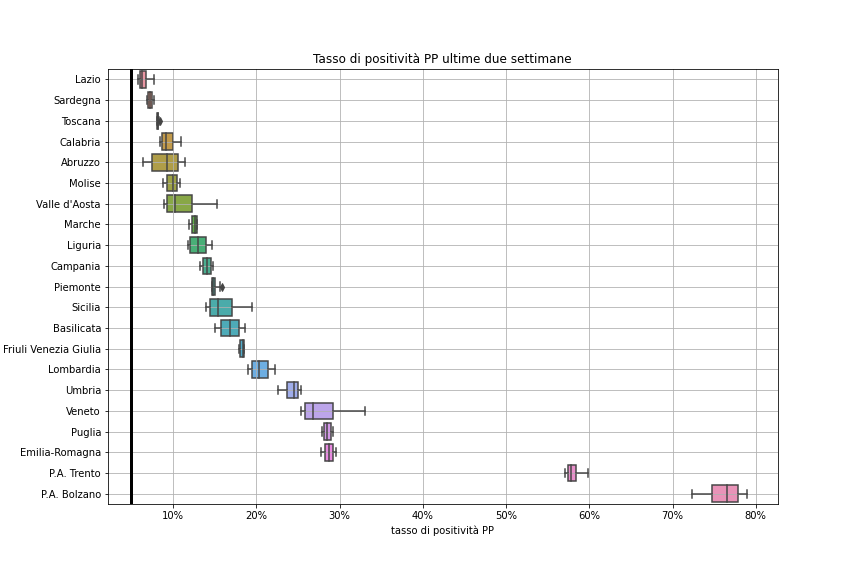 Tasso di positività PP ultime due settimane
Lazio
Sardegna
Toscana
Calabria
Abruzzo
Molise
Valle d'Aosta
Marche
Liguria
Campania
Piemonte
Sicilia
Basilicata
Friuli Venezia Giulia
Lombardia
Umbria
Veneto
Puglia
Emilia-Romagna
P.A. Trento
P.A. Bolzano
10% 20% 30% 40% 50% 60% 70% 80%
tasso di positività PP